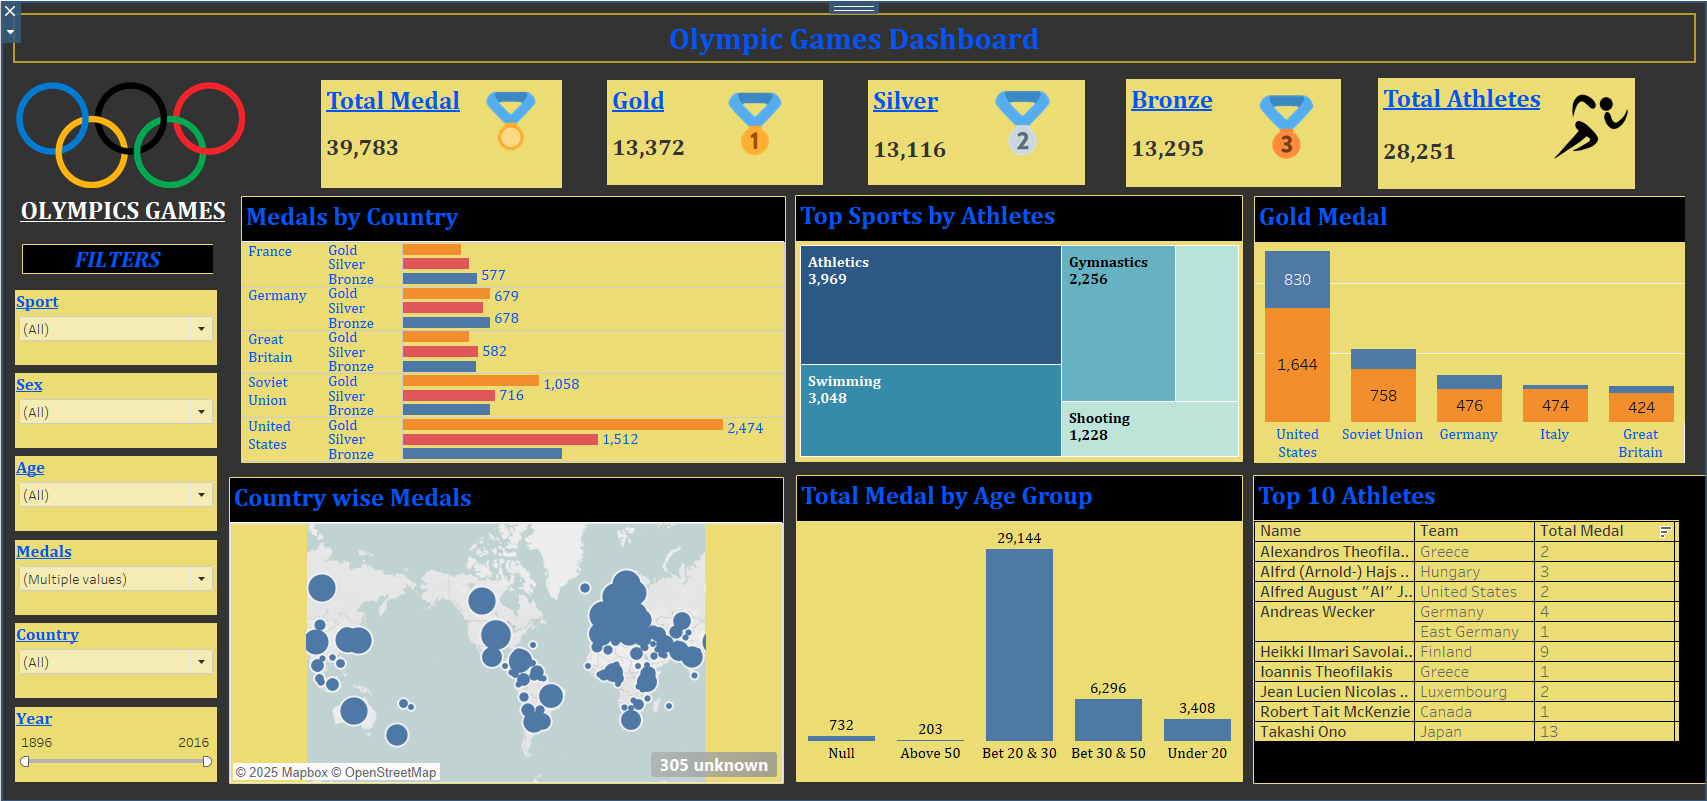 Olympic Games Dashboard
Total Medal
39,783
Gold
13,372
1
Silver
13,116
2
Bronze
13,295
3
Total Athletes
28,251
OLYMPICS GAMES
FILTERS
Sport
(All)
Sex
(All)
Age
(All)
Medals
(Multiple values)
Country
(All)
Year
1896 2016
Medals by Country
France Gold
Silver
Bronze 577
Germany Gold 679
Silver
Bronze 678
Great Britain Gold
Silver 582
Bronze
Soviet Union Gold 1,058
Silver 716
Bronze
United States Gold 2,474
Silver 1,512
Bronze
Top Sports by Athletes
Athletics
3,969
Swimming
3,048
Gymnastics
2,256
Shooting
1,228
Gold Medal
830
1,644
758
476
474
424
United States Soviet Union Germany Italy Great Britain
Country wise Medals
© 2025 Mapbox © OpenStreetMap
305 unknown
Total Medal by Age Group
732
203
29,144
6,296
3,408
Null Above 50 Bet 20 & 30 Bet 30 & 50 Under 20
Top 10 Athletes
Name Team Total Medal
Alexandros Theofila.. Greece 2
Alfrd (Arnold-) Hajs .. Hungary 3
Alfred August "Al" J.. United States 2
Andreas Wecker Germany 4
East Germany 1
Heikki Ilmari Savolai.. Finland 9
Ioannis Theofilakis Greece 1
Jean Lucien Nicolas .. Luxembourg 2
Robert Tait McKenzie Canada 1
Takashi Ono Japan 13